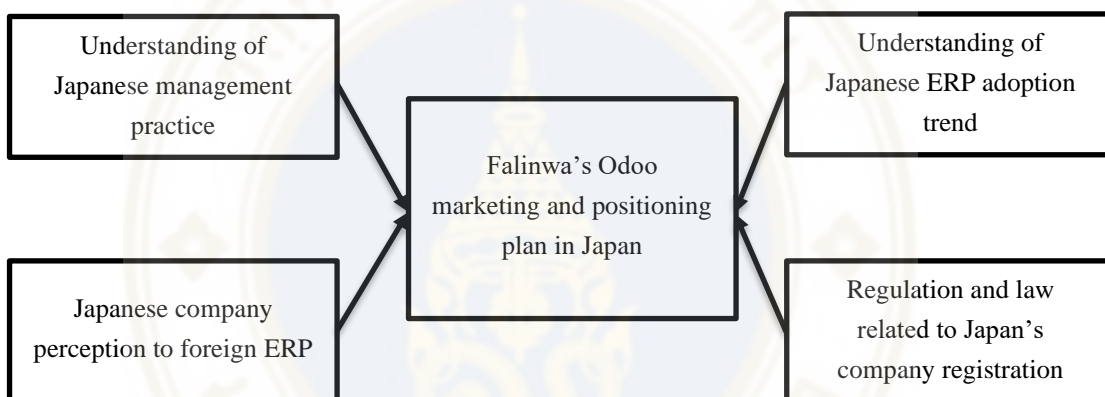 Understanding of
Japanese management
practice
Understanding of
Japanese ERP adoption
trend
Falinwa’s Odoo
marketing and positioning
plan in Japan
Japanese company
perception to foreign ERP
Regulation and law
related to Japan’s
company registration